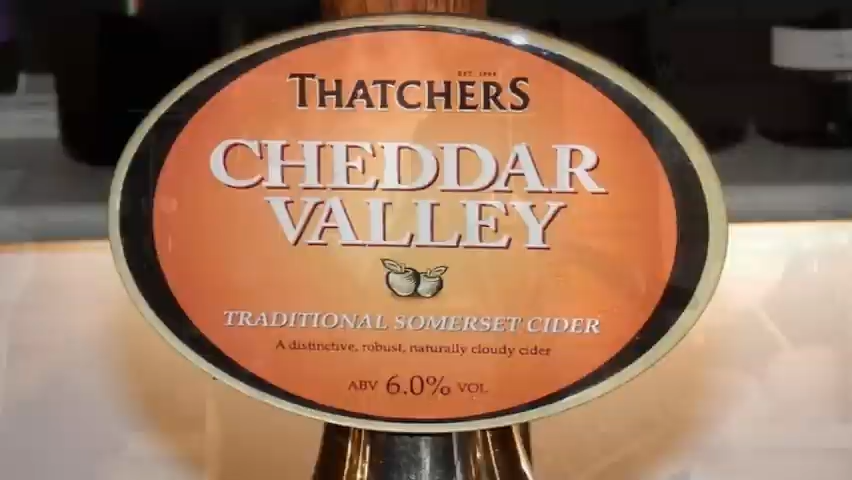 EST. 1904
THATCHERS
CHEDDAR
VALLEY
TRADITIONAL SOMERSET CIDER
A distinctive, robust, naturally cloudy cider
ABV 6.0% VOL